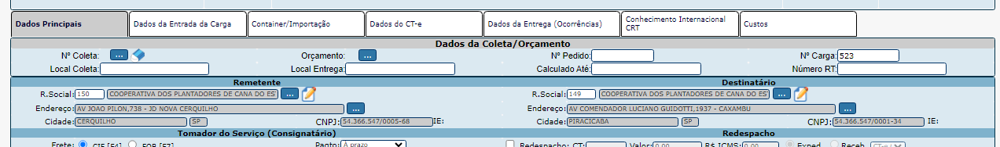 Dados Principais Dados da Entrada da Carga Container/Importação Dados do CT-e Dados da Entrega (Ocorrências) Conhecimento Internacional CRT Custos
Dados da Coleta/Orçamento
Nº Coleta: ... Orçamento: ... Nº Pedido: Nº Carga: 523
Local Coleta: Local Entrega: Calculado Até: Número RT:
Remetente Destinatário
R.Social: 150 COOPERATIVA DOS PLANTADORES DE CANA DO ES ... R.Social: 149 COOPERATIVA DOS PLANTADORES DE CANA DO ES ...
Endereço: AV JOAO PILON,738 - JD NOVA CERQUILHO ... Endereço: AV COMENDADOR LUCIANO GUIDOTTI,1937 - CAXAMBU ...
Cidade: CERQUILHO SP CNPJ: 54.366.547/0005-68 IE: Cidade: PIRACICABA SP CNPJ: 54.366.547/0001-34 IE:
Tomador do Serviço (Consignatário) Redespacho
Frete: CIF [F4] FOB [F7] Pagto: A prazo Redespacho: CT: Valor: 0,00 R$ ICMS: 0,00 Exped. Receb. CT-e /